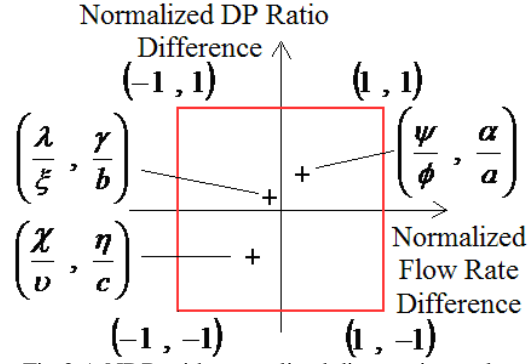 Normalized DP Ratio
Difference
(-1 , 1)
(1 , 1)
(λ/ξ , γ/b)
(ψ/ϕ , α/a)
(χ/υ , η/c)
Normalized
Flow Rate
Difference
(-1 , -1)
(1 , -1)